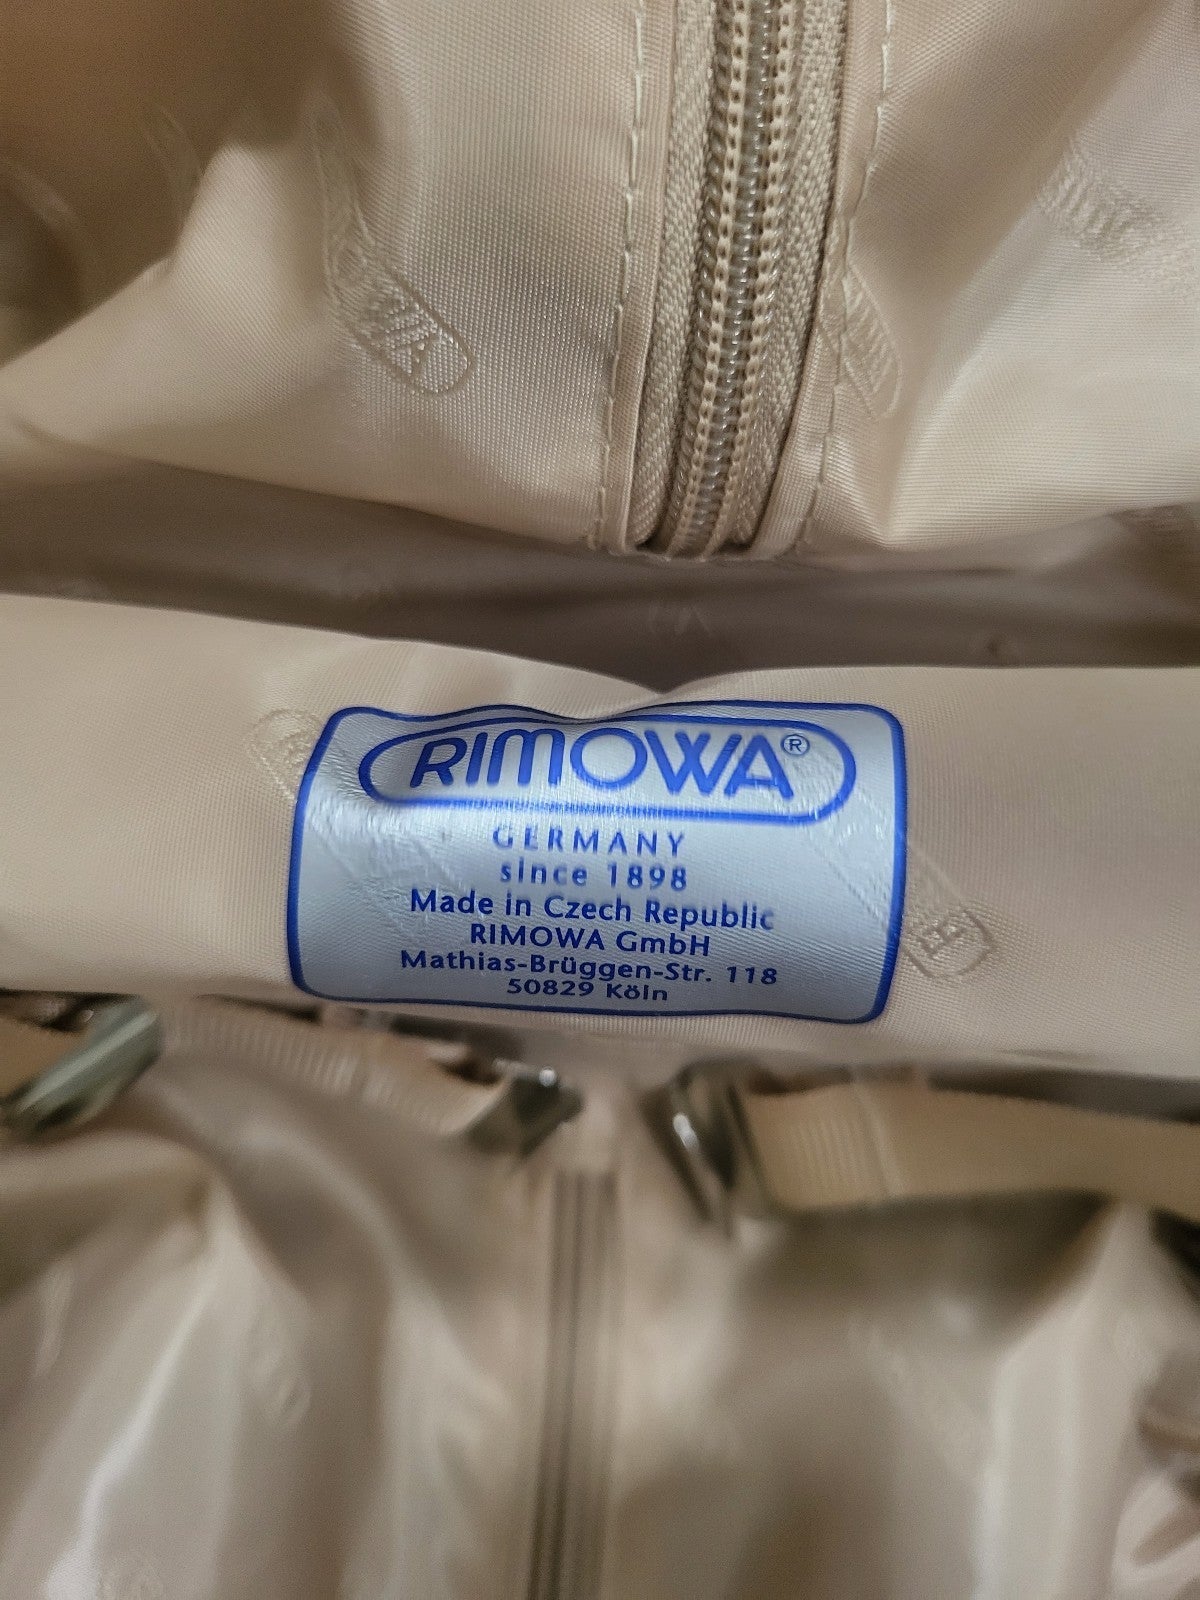 RIMOWA®
GERMANY
since 1898
Made in Czech Republic
RIMOWA GmbH
Mathias-Brüggen-Str. 118
50829 Köln